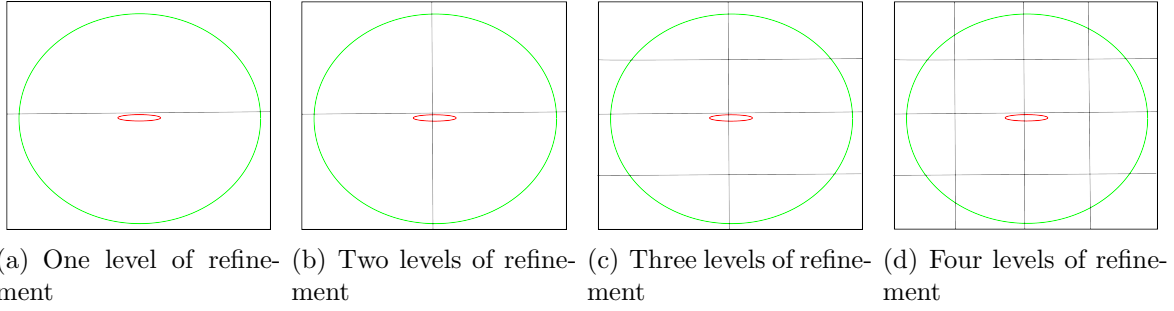 (a) One level of refine-
ment
(b) Two levels of refine-
ment
(c) Three levels of refine-
ment
(d) Four levels of refine-
ment